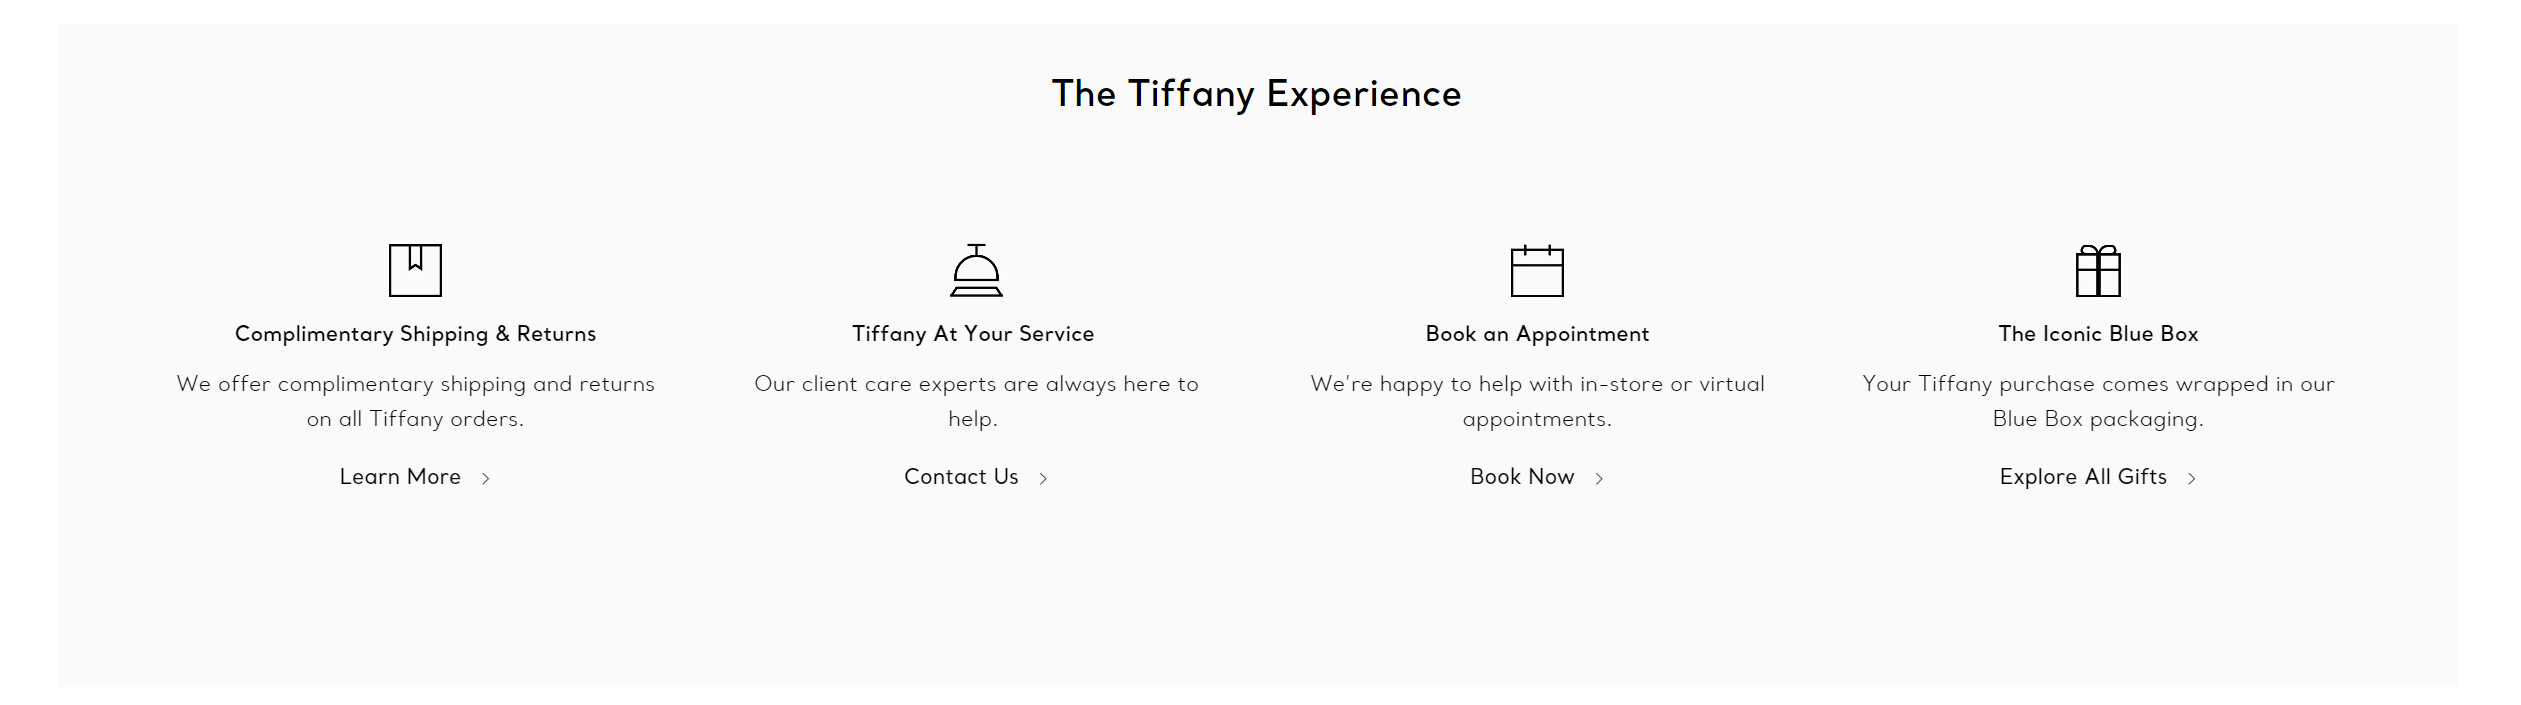 The Tiffany Experience
Complimentary Shipping & Returns
We offer complimentary shipping and returns
on all Tiffany orders.
Learn More
Tiffany At Your Service
Our client care experts are always here to
help.
Contact Us
Book an Appointment
We're happy to help with in-store or virtual
appointments.
Book Now
The Iconic Blue Box
Your Tiffany purchase comes wrapped in our
Blue Box packaging.
Explore All Gifts